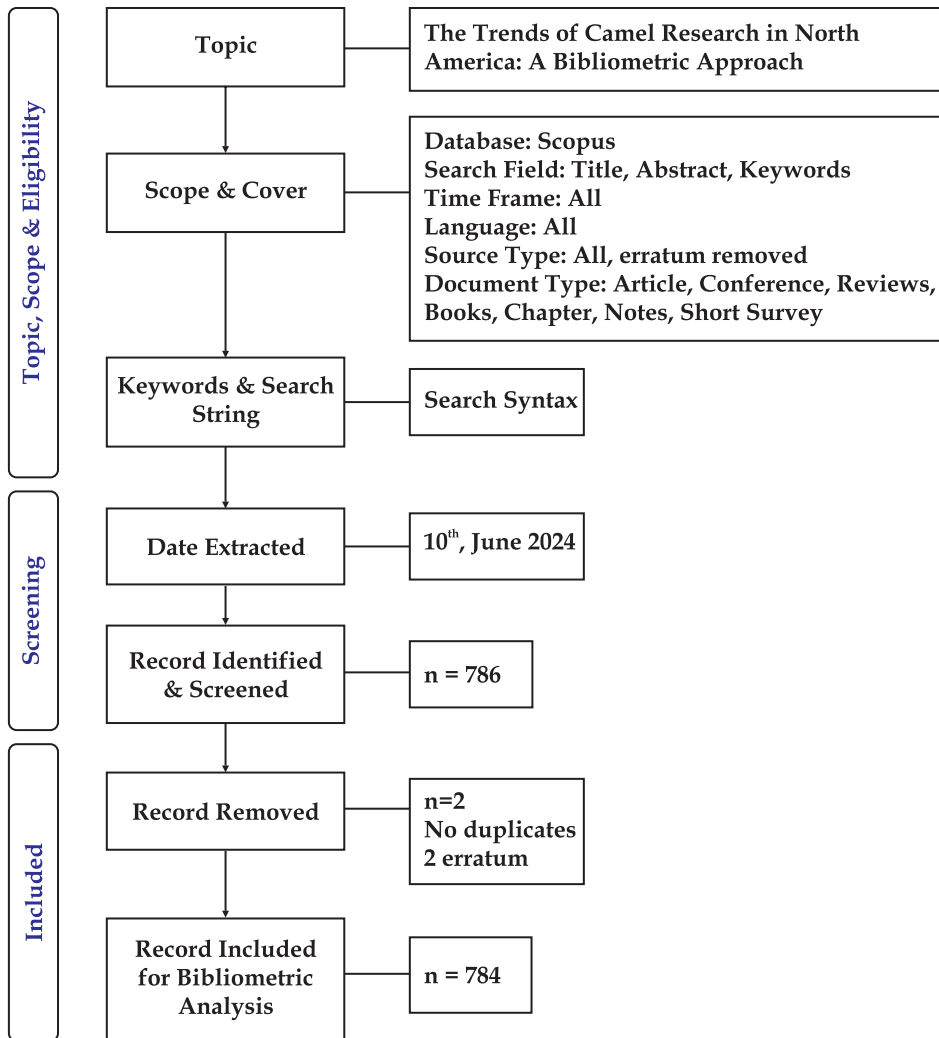 Topic, Scope & Eligibility
Topic
The Trends of Camel Research in North
America: A Bibliometric Approach
Scope & Cover
Database: Scopus
Search Field: Title, Abstract, Keywords
Time Frame: All
Language: All
Source Type: All, erratum removed
Document Type: Article, Conference, Reviews,
Books, Chapter, Notes, Short Survey
Keywords & Search
String
Search Syntax
Screening
Date Extracted
10th, June 2024
Record Identified
& Screened
n = 786
Included
Record Removed
n=2
No duplicates
2 erratum
Record Included
for Bibliometric
Analysis
n = 784